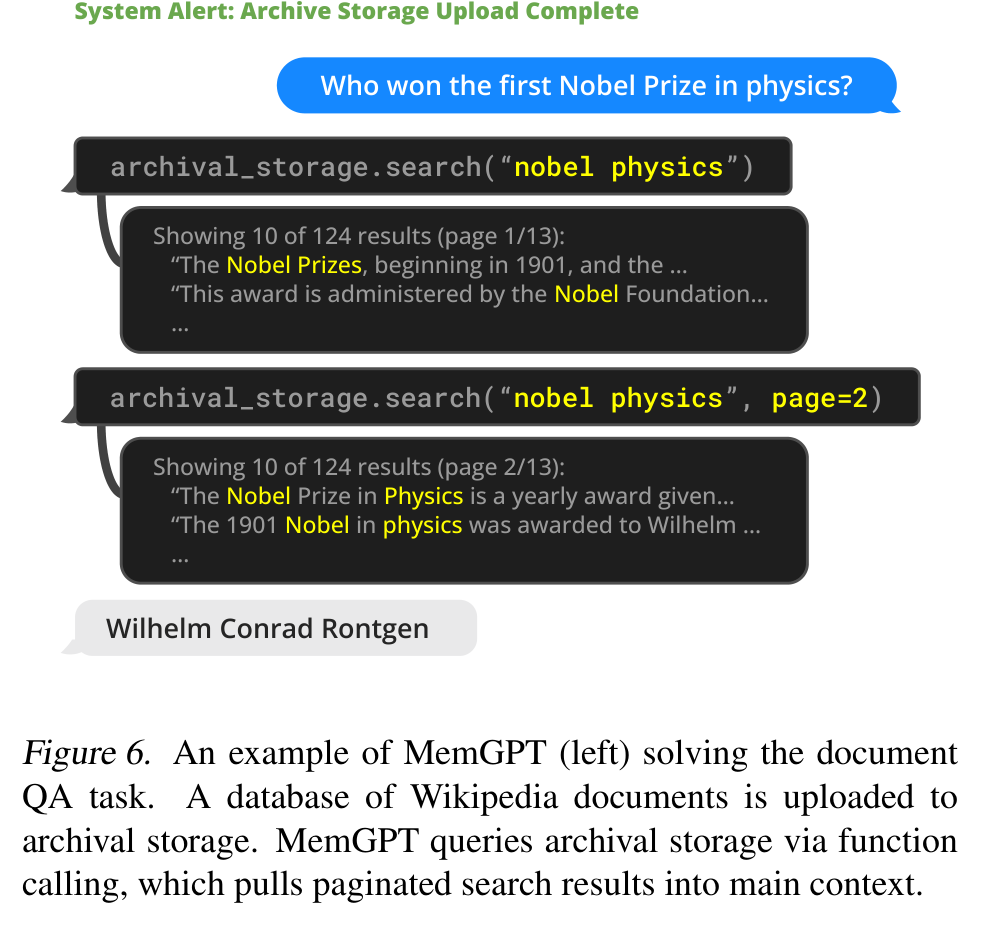 System Alert: Archive Storage Upload Complete
Who won the first Nobel Prize in physics?
archival_storage.search(“nobel physics”)
Showing 10 of 124 results (page 1/13):
“The Nobel Prizes, beginning in 1901, and the ...
“This award is administered by the Nobel Foundation...
...
archival_storage.search(“nobel physics”, page=2)
Showing 10 of 124 results (page 2/13):
“The Nobel Prize in Physics is a yearly award given...
“The 1901 Nobel in physics was awarded to Wilhelm ...
...
Wilhelm Conrad Rontgen
Figure 6. An example of MemGPT (left) solving the document
QA task. A database of Wikipedia documents is uploaded to
archival storage. MemGPT queries archival storage via function
calling, which pulls paginated search results into main context.